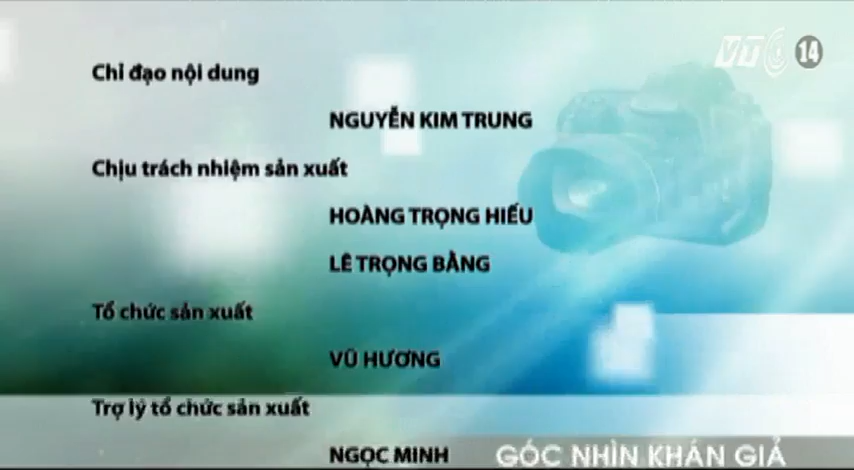 VTC 14
Chỉ đạo nội dung
NGUYỄN KIM TRUNG
Chịu trách nhiệm sản xuất
HOÀNG TRỌNG HIẾU
LÊ TRỌNG BẰNG
Tổ chức sản xuất
VŨ HƯƠNG
Trợ lý tổ chức sản xuất
NGỌC MINH
GÓC NHÌN KHÁN GIẢ